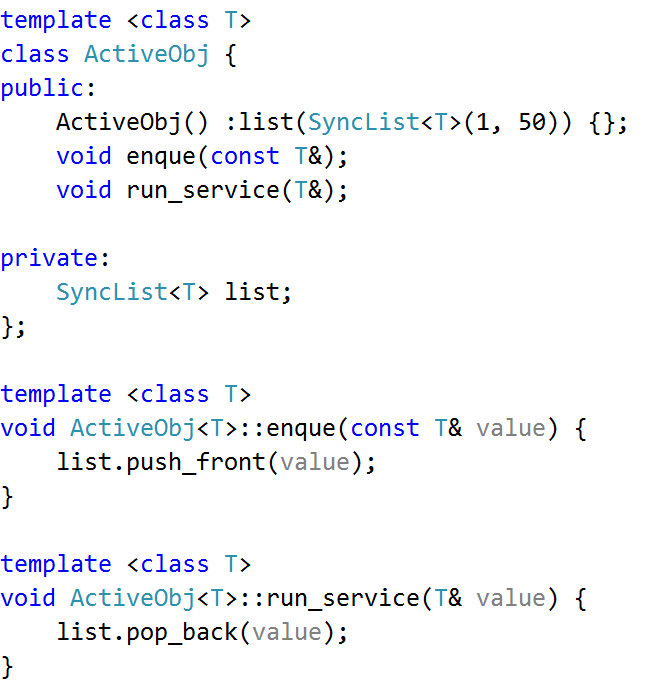 template <class T>
class ActiveObj {
public:
    ActiveObj() :list(SyncList<T>(1, 50)) {};
    void enque(const T&);
    void run_service(T&);

private:
    SyncList<T> list;
};

template <class T>
void ActiveObj<T>::enque(const T& value) {
    list.push_front(value);
}

template <class T>
void ActiveObj<T>::run_service(T& value) {
    list.pop_back(value);
}